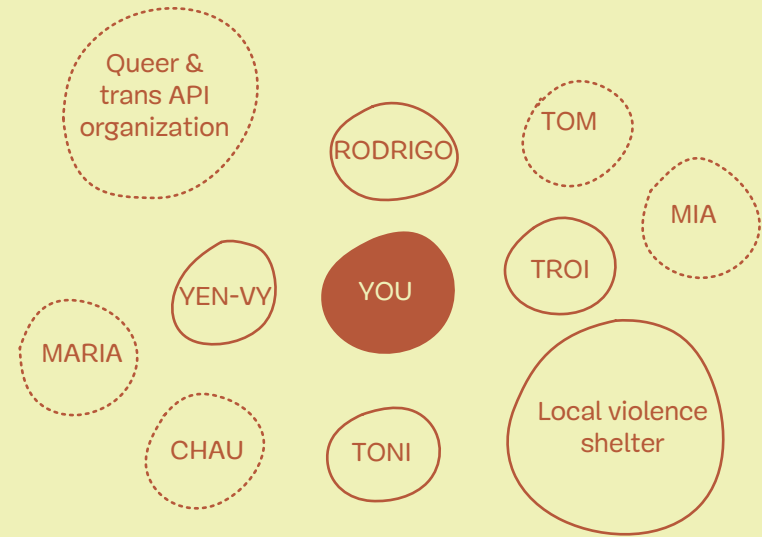 Queer &
trans API
organization
RODRIGO
TOM
MIA
YEN-VY
YOU
TROI
MARIA
CHAU
TONI
Local violence
shelter